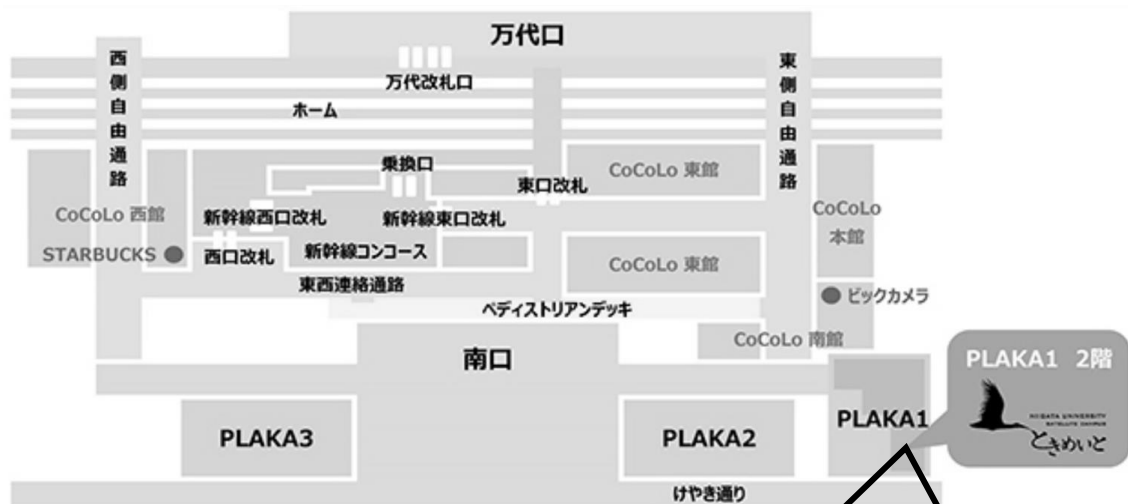 万代口
西側自由通路
東側自由通路
万代改札口
ホーム
乗換口
CoCoLo 東館
東口改札
CoCoLo 西館
新幹線西口改札
新幹線東口改札
CoCoLo
本館
STARBUCKS
西口改札
新幹線コンコース
CoCoLo 東館
東西連絡通路
ビックカメラ
ペディストリアンデッキ
CoCoLo 南館
南口
PLAKA1 2階
NIIGATA UNIVERSITY
SATELLITE CAMPUS
ときめいと
PLAKA3
PLAKA2
PLAKA1
けやき通り